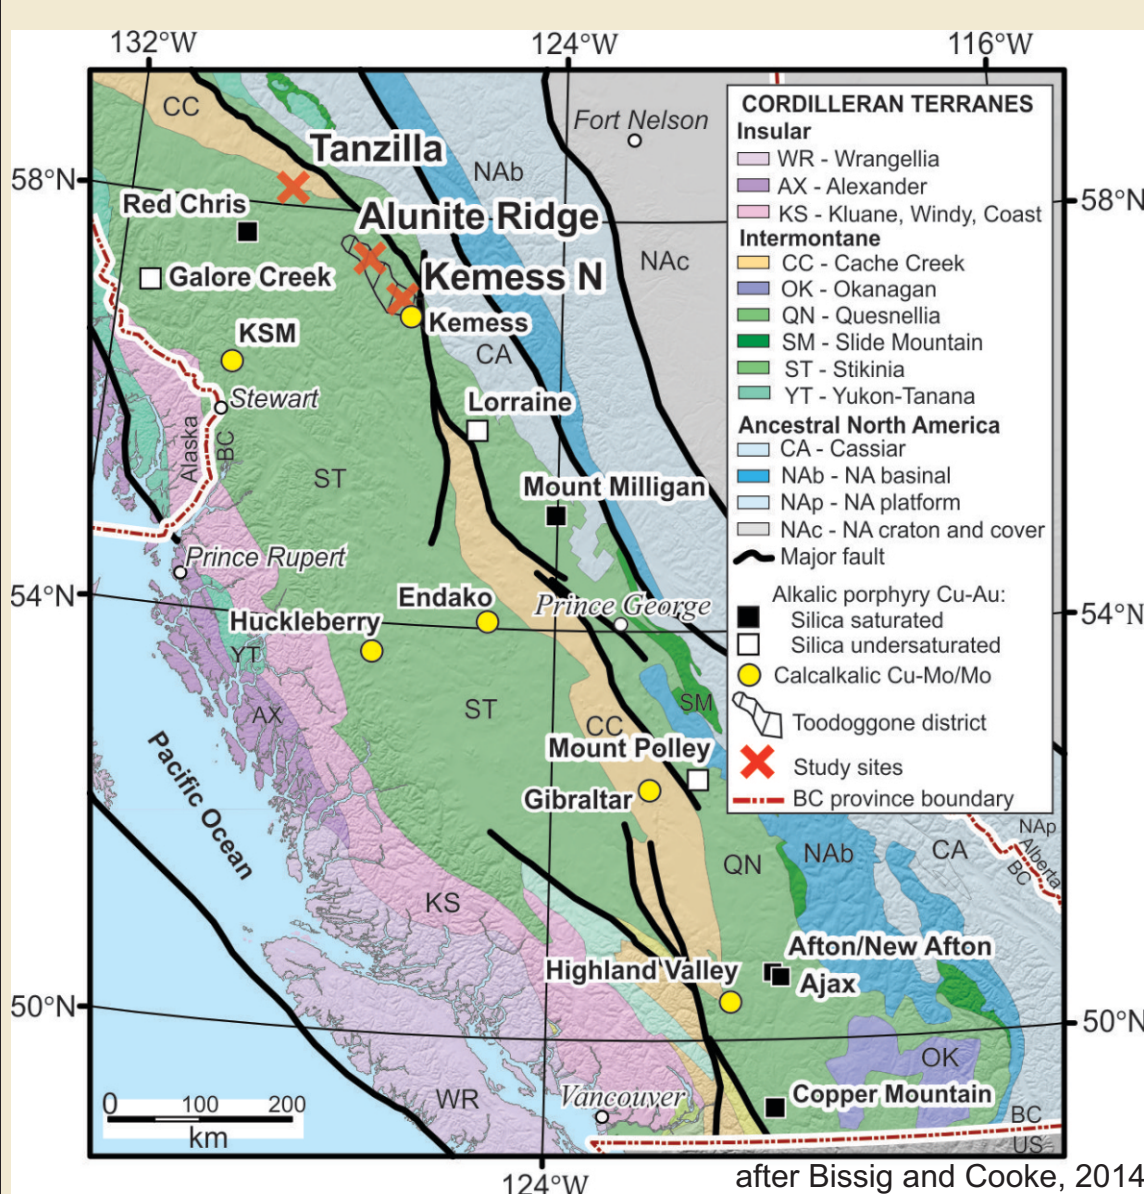 132°W
124°W
116°W
CC
Tanzilla
NAb
Fort Nelson
58°N
58°N
Red Chris
Alunite Ridge
NAc
Galore Creek
Kemess N
Kemess
KSM
CA
Stewart
Lorraine
Alaska
BC
ST
Mount Milligan
Prince Rupert
54°N
54°N
Endako
Prince George
Huckleberry
YT
SM
ST
AX
CC
Mount Polley
Pacific Ocean
Gibraltar
QN
NAb
CA
NAp
Alberta
BC
KS
Afton/New Afton
Highland Valley
Ajax
50°N
50°N
OK
WR
Vancouver
Copper Mountain
BC
US
0 100 200
km
124°W
CORDILLERAN TERRANES
Insular
WR - Wrangellia
AX - Alexander
KS - Kluane, Windy, Coast
Intermontane
CC - Cache Creek
OK - Okanagan
QN - Quesnellia
SM - Slide Mountain
ST - Stikinia
YT - Yukon-Tanana
Ancestral North America
CA - Cassiar
NAb - NA basinal
NAp - NA platform
NAc - NA craton and cover
Major fault
Alkalic porphyry Cu-Au:
Silica saturated
Silica undersaturated
Calcalkalic Cu-Mo/Mo
Toodoggone district
Study sites
BC province boundary
after Bissig and Cooke, 2014